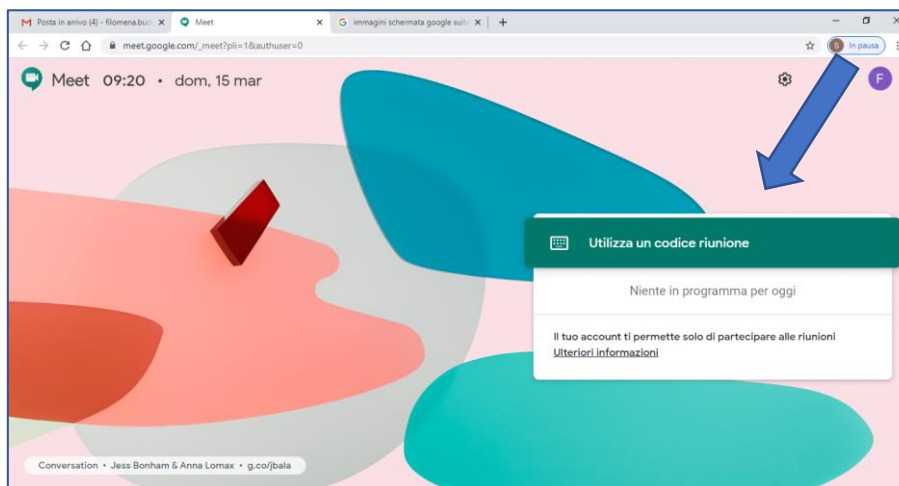 Posta in arrivo (4) - filomena.buo
Meet
immagini schermata google suite
meet.google.com/_meet?pli=1&authuser=0
S
In pausa
Meet 09:20 • dom, 15 mar
F
Utilizza un codice riunione
Niente in programma per oggi
Il tuo account ti permette solo di partecipare alle riunioni
Ulteriori informazioni
Conversation • Jess Bonham & Anna Lomax • g.co/jbala